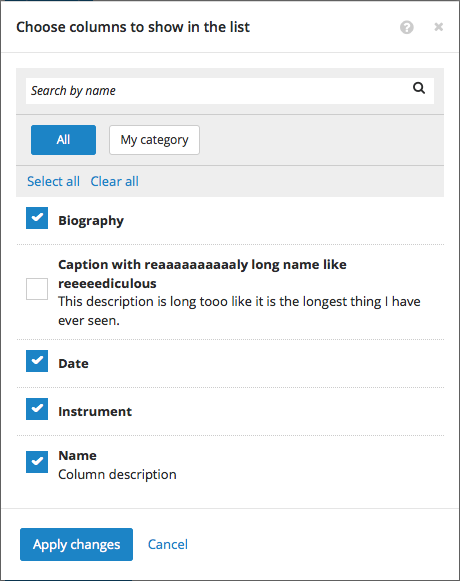 Choose columns to show in the list
Search by name
All
My category
Select all Clear all
Biography
Caption with reaaaaaaaaaaly long name like
reeeeediculous
This description is long tooo like it is the longest thing I have
ever seen.
Date
Instrument
Name
Column description
Apply changes
Cancel